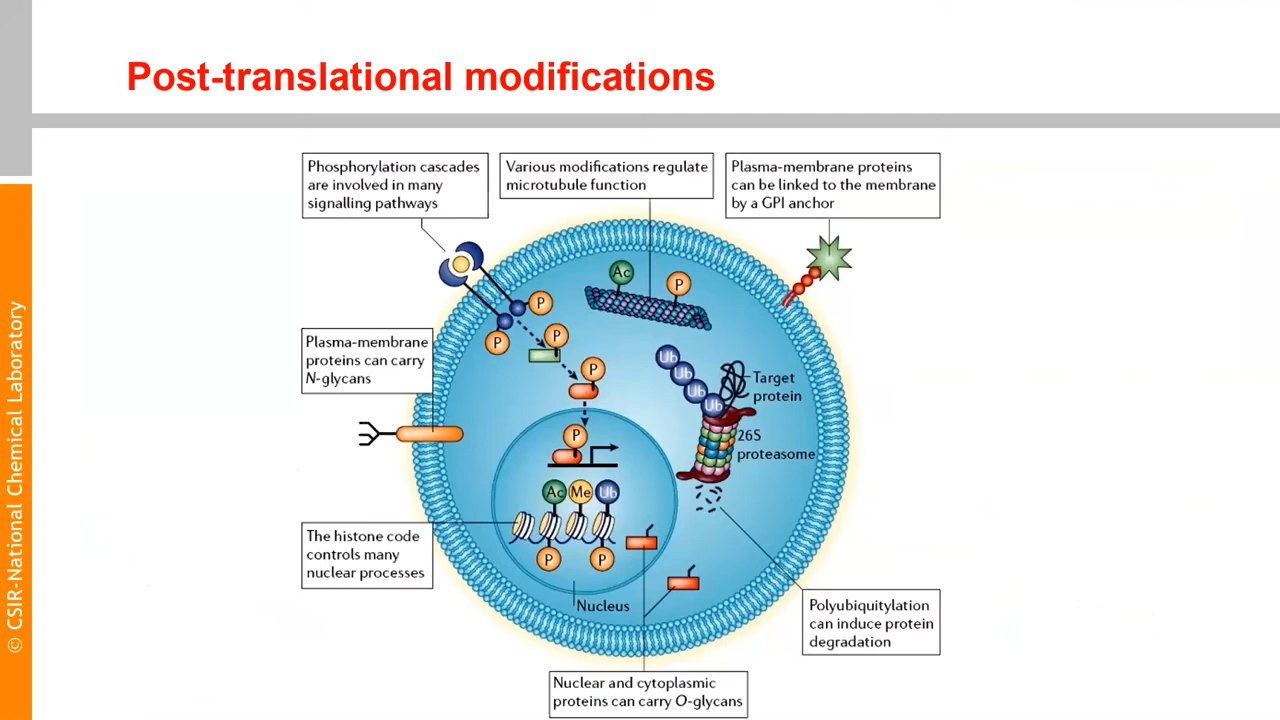 Post-translational modifications
Phosphorylation cascades
are involved in many
signalling pathways
Various modifications regulate
microtubule function
Plasma-membrane proteins
can be linked to the membrane
by a GPI anchor
Ac
P
P
P
P
P
Plasma-membrane
proteins can carry
N-glycans
Ub
Ub
Ub
Ub
Target
protein
26S
proteasome
P
Ac
Me
Ub
P
P
The histone code
controls many
nuclear processes
Nucleus
Polyubiquitylation
can induce protein
degradation
Nuclear and cytoplasmic
proteins can carry O-glycans
© CSIR-National Chemical Laboratory